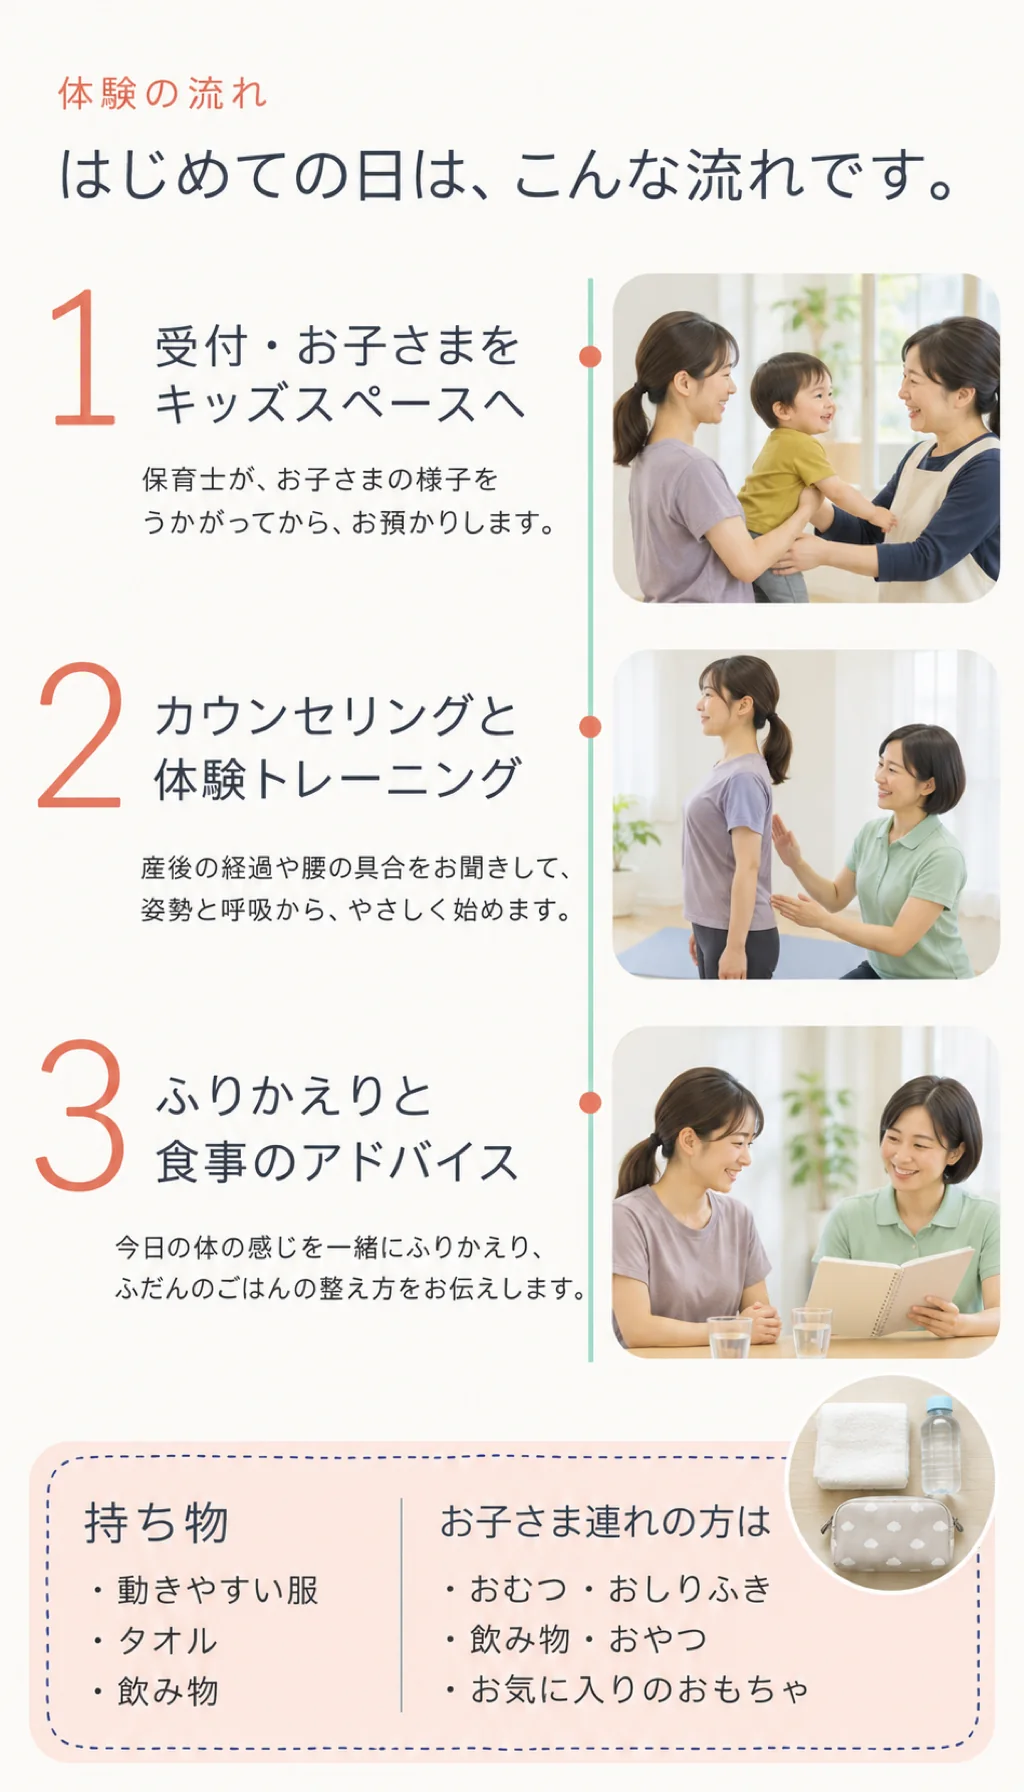 体験の流れ
はじめての日は、こんな流れです。
1
受付・お子さまを
キッズスペースへ
保育士が、お子さまの様子を
うかがってから、お預かりします。
2
カウンセリングと
体験トレーニング
産後の経過や腰の具合をお聞きして、
姿勢と呼吸から、やさしく始めます。
3
ふりかえりと
食事のアドバイス
今日の体の感じを一緒にふりかえり、
ふだんのごはんの整え方をお伝えします。
持ち物
・動きやすい服
・タオル
・飲み物
お子さま連れの方は
・おむつ・おしりふき
・飲み物・おやつ
・お気に入りのおもちゃ